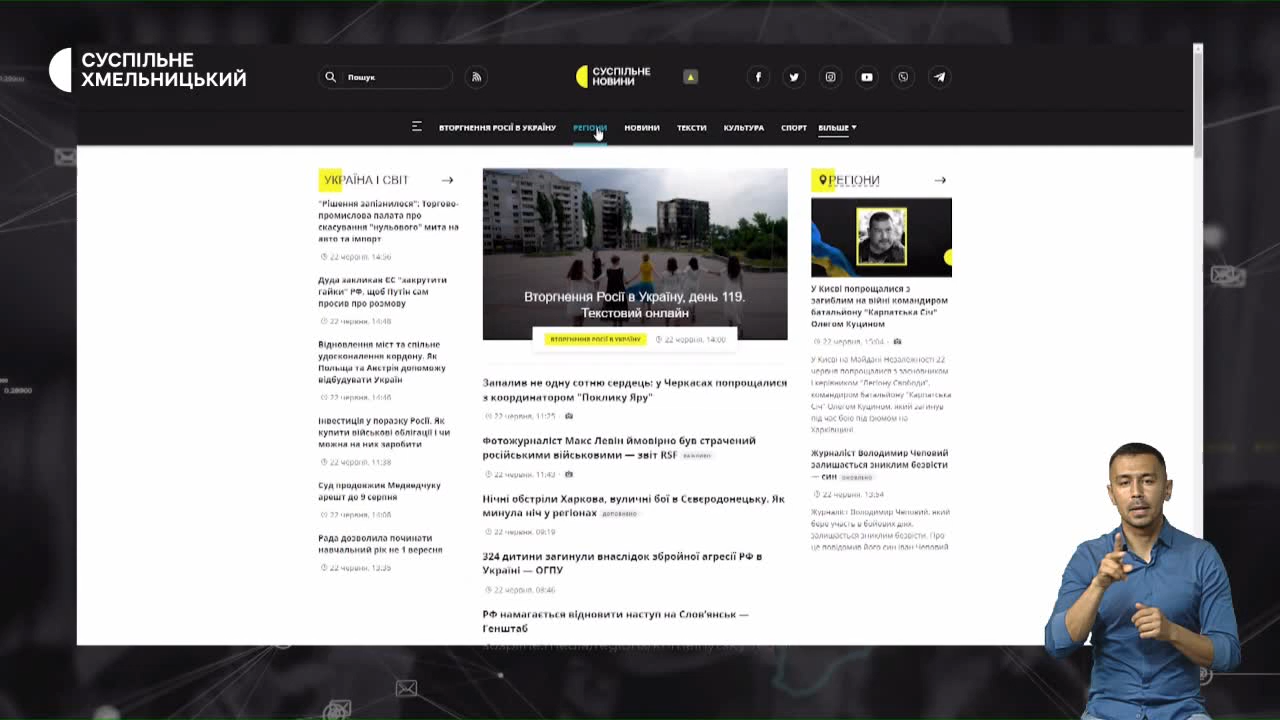 СУСПІЛЬНЕ
ХМЕЛЬНИЦЬКИЙ
Пошук
СУСПІЛЬНЕ
НОВИНИ
ВТОРГНЕННЯ РОСІЇ В УКРАЇНУ
РЕГІОНИ
НОВИНИ
ТЕКСТИ
КУЛЬТУРА
СПОРТ
БІЛЬШЕ
УКРАЇНА І СВІТ
"Рішення запізнилося": Торгово-
промислова палата про
скасування "нульового" мита на
авто та імпорт
22 червня, 14:56
Дуда закликав ЄС "закрутити
гайки" РФ, щоб Путін сам
просив про розмову
22 червня, 14:48
Відновлення міст та спільне
удосконалення кордону. Як
Польща та Австрія допоможу
відбудувати Україн
22 червня, 14:46
Інвестиція у поразку Росії. Як
купити військові облігації і чи
можна на них заробити
22 червня, 11:38
Суд продовжив Медведчуку
арешт до 9 серпня
22 червня, 14:08
Рада дозволила починати
навчальний рік не 1 вересня
22 червня, 13:35
Вторгнення Росії в Україну, день 119.
Текстовий онлайн
ВТОРГНЕННЯ РОСІЇ В УКРАЇНУ
22 червня, 14:00
Запалив не одну сотню сердець: у Черкасах попрощалися
з координатором "Поклику Яру"
22 червня, 11:25
Фотожурналіст Макс Левін ймовірно був страчений
російськими військовими — звіт RSF
22 червня, 11:43
Нічні обстріли Харкова, вуличні бої в Сєвєродонецьку. Як
минула ніч у регіонах ДОПОВНЕНО
22 червня, 09:19
324 дитини загинули внаслідок збройної агресії РФ в
Україні — ОГПУ
22 червня, 08:46
РФ намагається відновити наступ на Слов'янськ —
Генштаб
РЕГІОНИ
У Києві попрощалися з
загиблим на війні командиром
батальйону "Карпатська Січ"
Олегом Куцином
22 червня, 15:04
У Києві на Майдані Незалежності 22
червня попрощалися з засновником
і керівником "Легіону Свободи",
командиром батальйону "Карпатська
Січ" Олегом Куцином, який загинув
під час бою під Ізюмом на
Харківщині
Журналіст Володимир Чеповий
залишається зниклим безвісти
— син ОНОВЛЕНО
22 червня, 13:54
Журналіст Володимир Чеповий, який
бере участь в бойових діях,
залишається зниклим безвісти. Про
це повідомив його син Іван Чеповий
0.28900